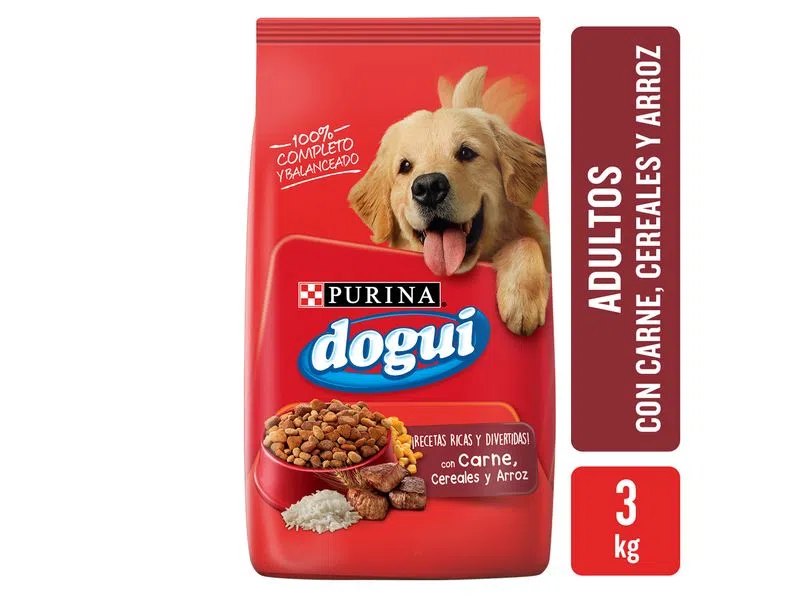 100%
COMPLETO
Y BALANCEADO
PURINA
dogui
¡RECETAS RICAS Y DIVERTIDAS!
con Carne,
Cereales y Arroz
ADULTOS
CON CARNE, CEREALES Y ARROZ
3
kg